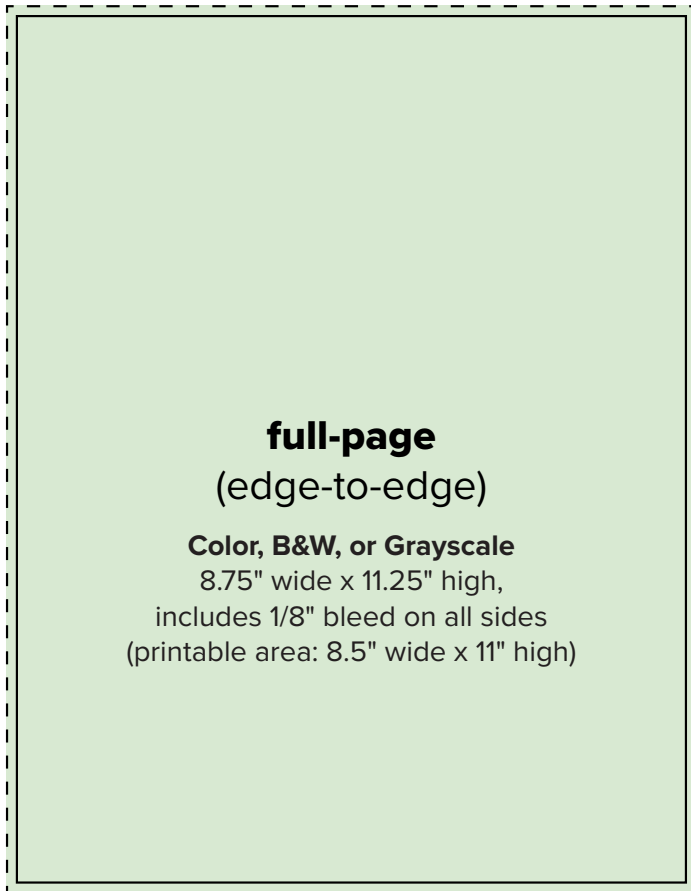 full-page
(edge-to-edge)
Color, B&W, or Grayscale
8.75" wide x 11.25" high,
includes 1/8" bleed on all sides
(printable area: 8.5" wide x 11" high)